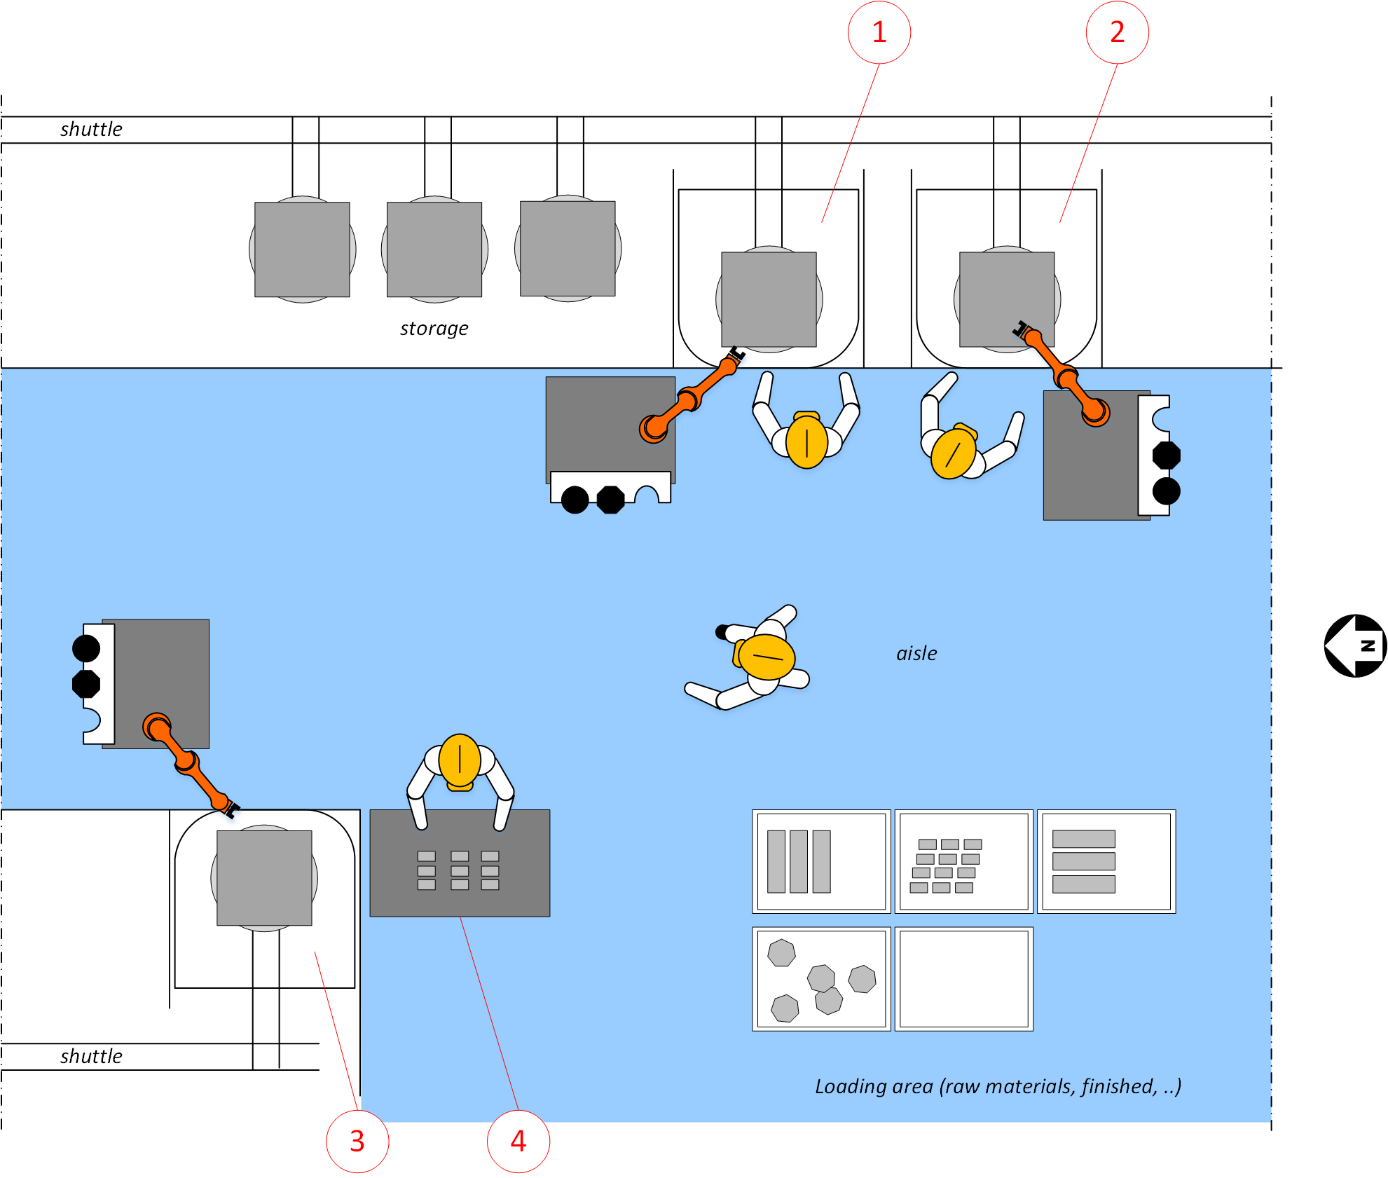 1
2
shuttle
storage
aisle
N
shuttle
Loading area (raw materials, finished, ..)
3
4